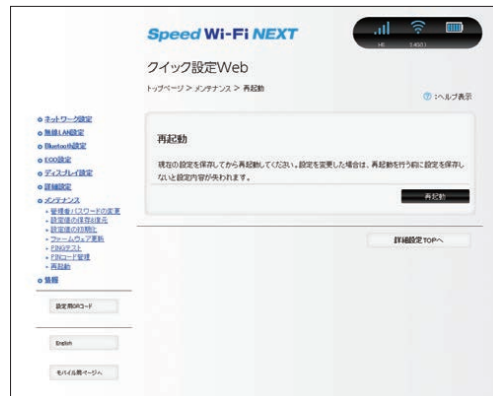 Speed Wi-Fi NEXT
クイック設定Web
トップページ > メンテナンス > 再起動
? :ヘルプ表示
ネットワーク設定
無線LAN設定
Bluetooth設定
ECO設定
ディスプレイ設定
詳細設定
メンテナンス
管理者パスワードの変更
設定値の保存&復元
設定値の初期化
ファームウェア更新
PINGテスト
PINコード管理
再起動
情報
設定用QRコード
English
モバイル用ページへ
再起動
現在の設定を保存してから再起動してください。設定を変更した場合は、再起動を行う前に設定を保存し
ないと設定内容が失われます。
再起動
詳細設定TOPへ